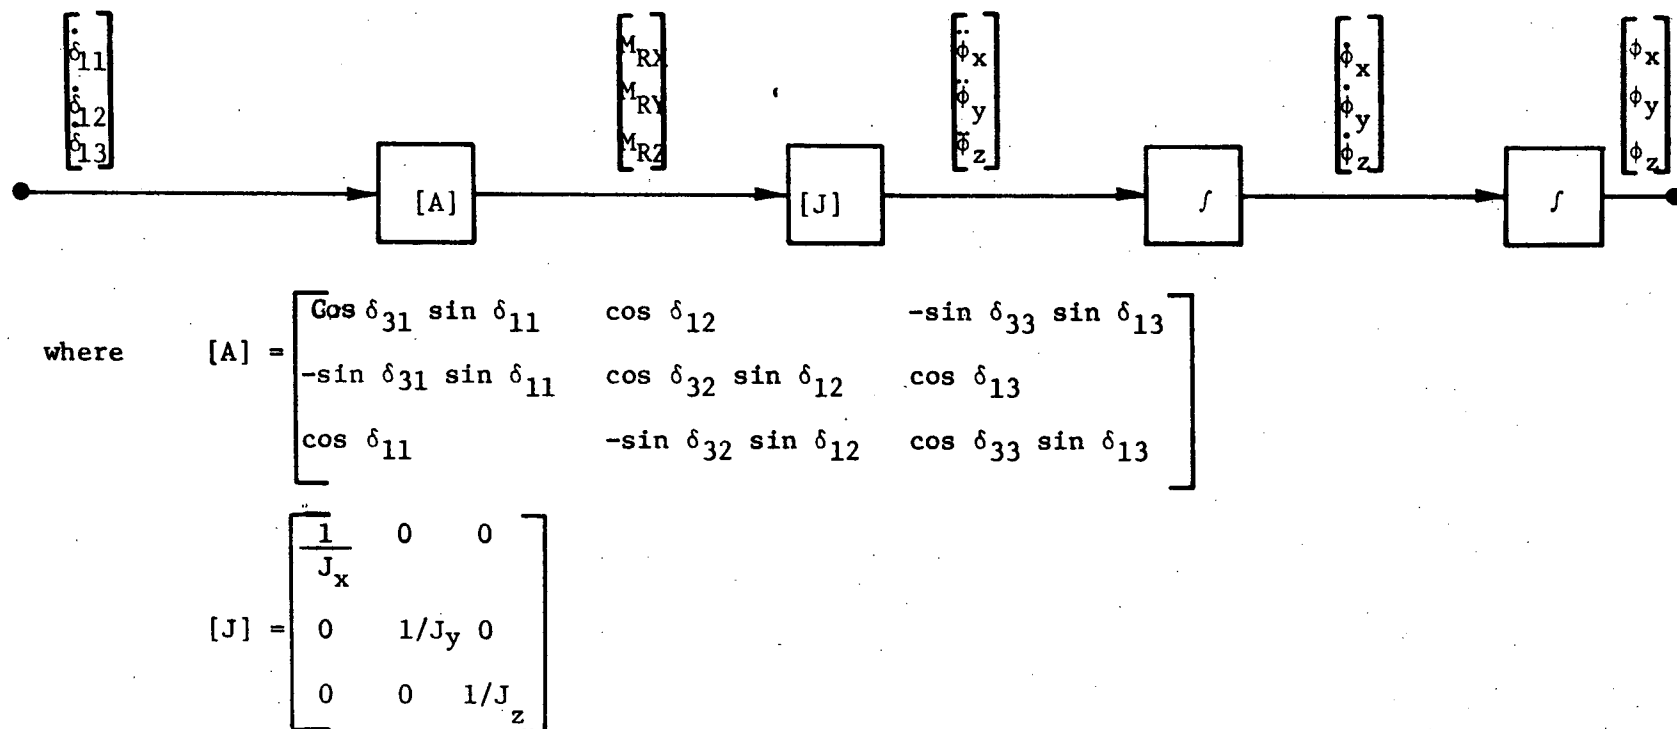 [δ̇11 δ̇12 δ̇13]
[MRX MRY MRZ]
[φ̈x φ̈y φ̈z]
[φ̇x φ̇y φ̇z]
[φx φy φz]
[A] [J] ∫ ∫
where [A] =
Cos δ31 sin δ11 cos δ12 -sin δ33 sin δ13
-sin δ31 sin δ11 cos δ32 sin δ12 cos δ13
cos δ11 -sin δ32 sin δ12 cos δ33 sin δ13
[J] =
1/Jx 0 0
0 1/Jy 0
0 0 1/Jz